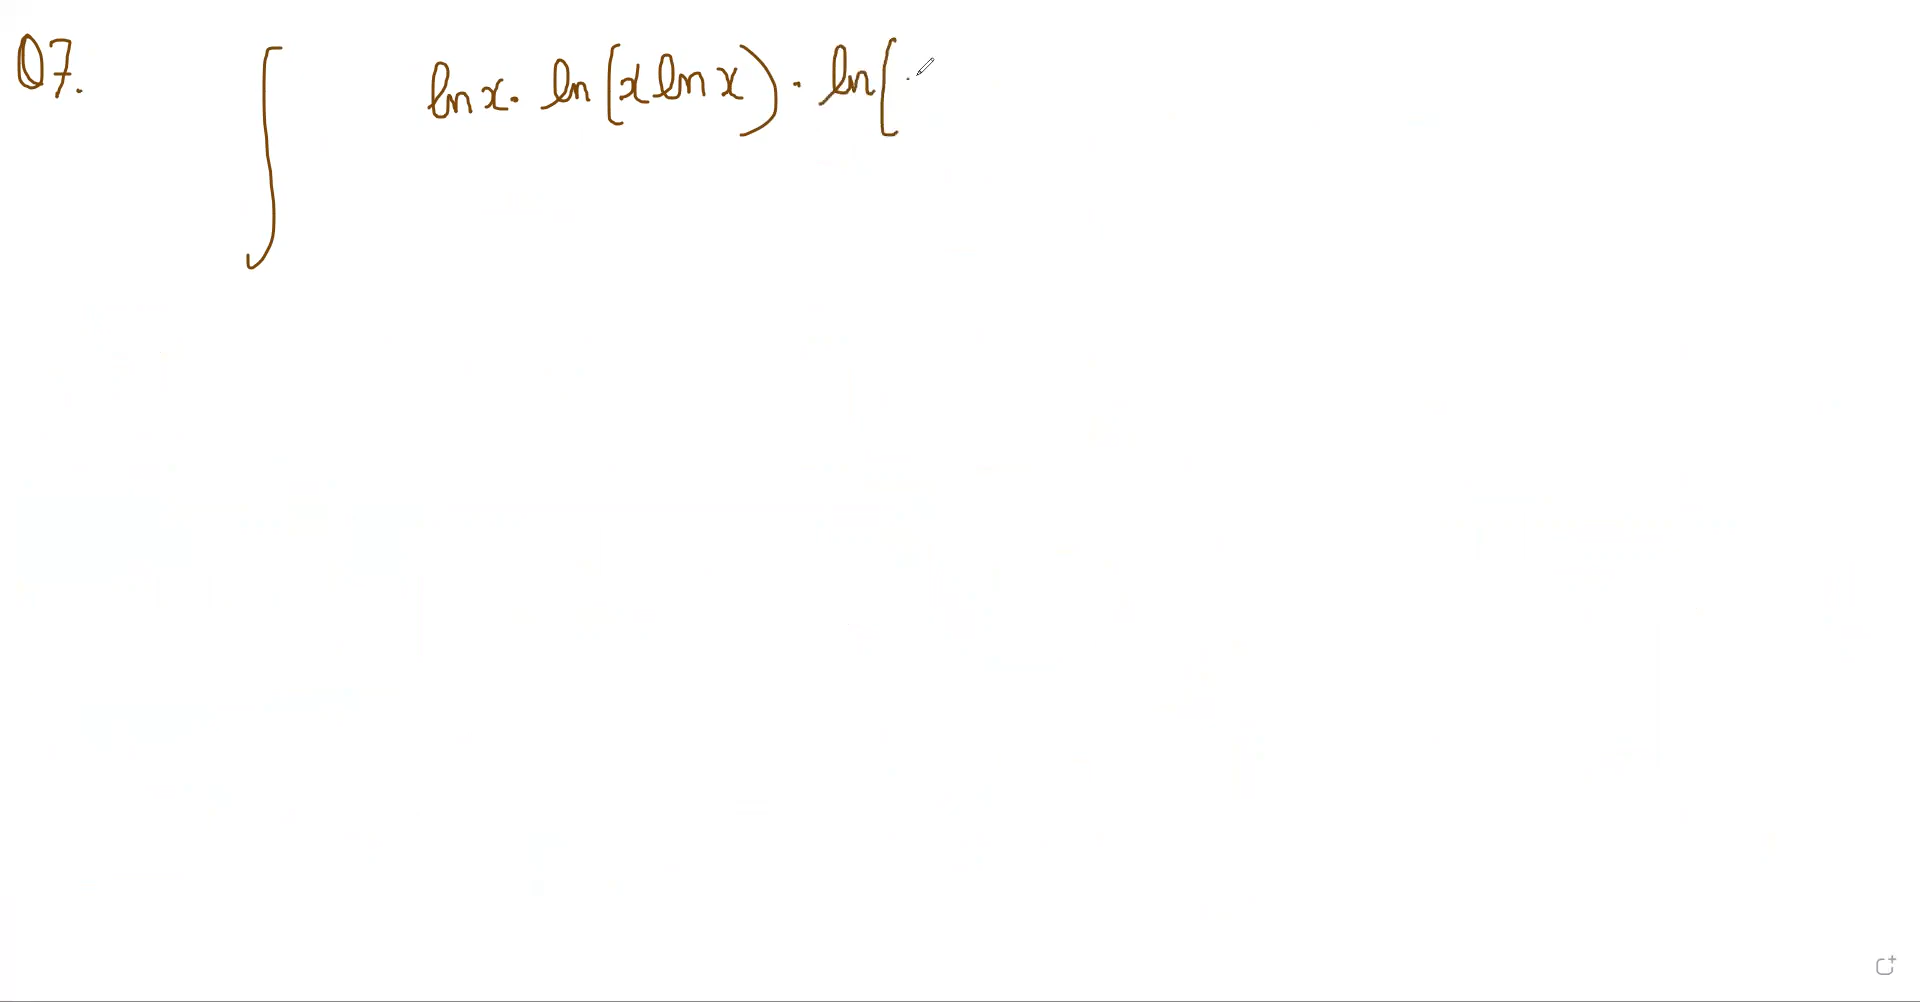 Q7. ∫ ln x · ln(x ln x) · ln(